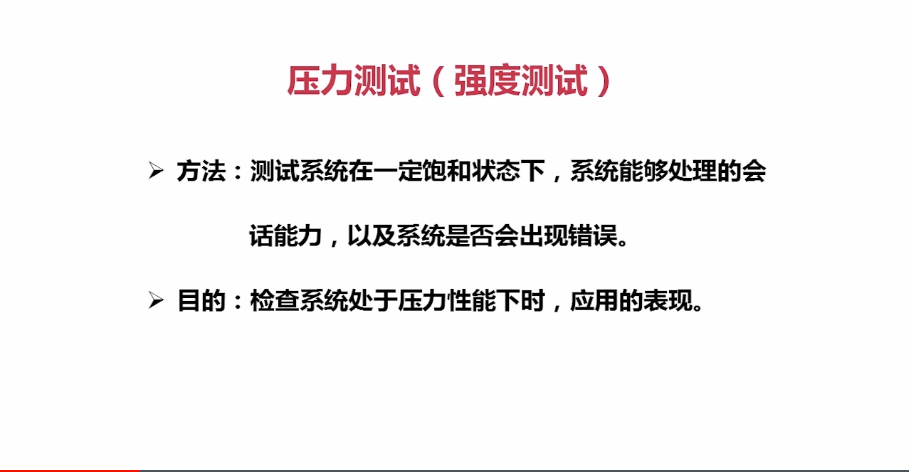 压力测试（强度测试）
➢ 方法：测试系统在一定饱和状态下，系统能够处理的会
话能力，以及系统是否会出现错误。
➢ 目的：检查系统处于压力性能下时，应用的表现。